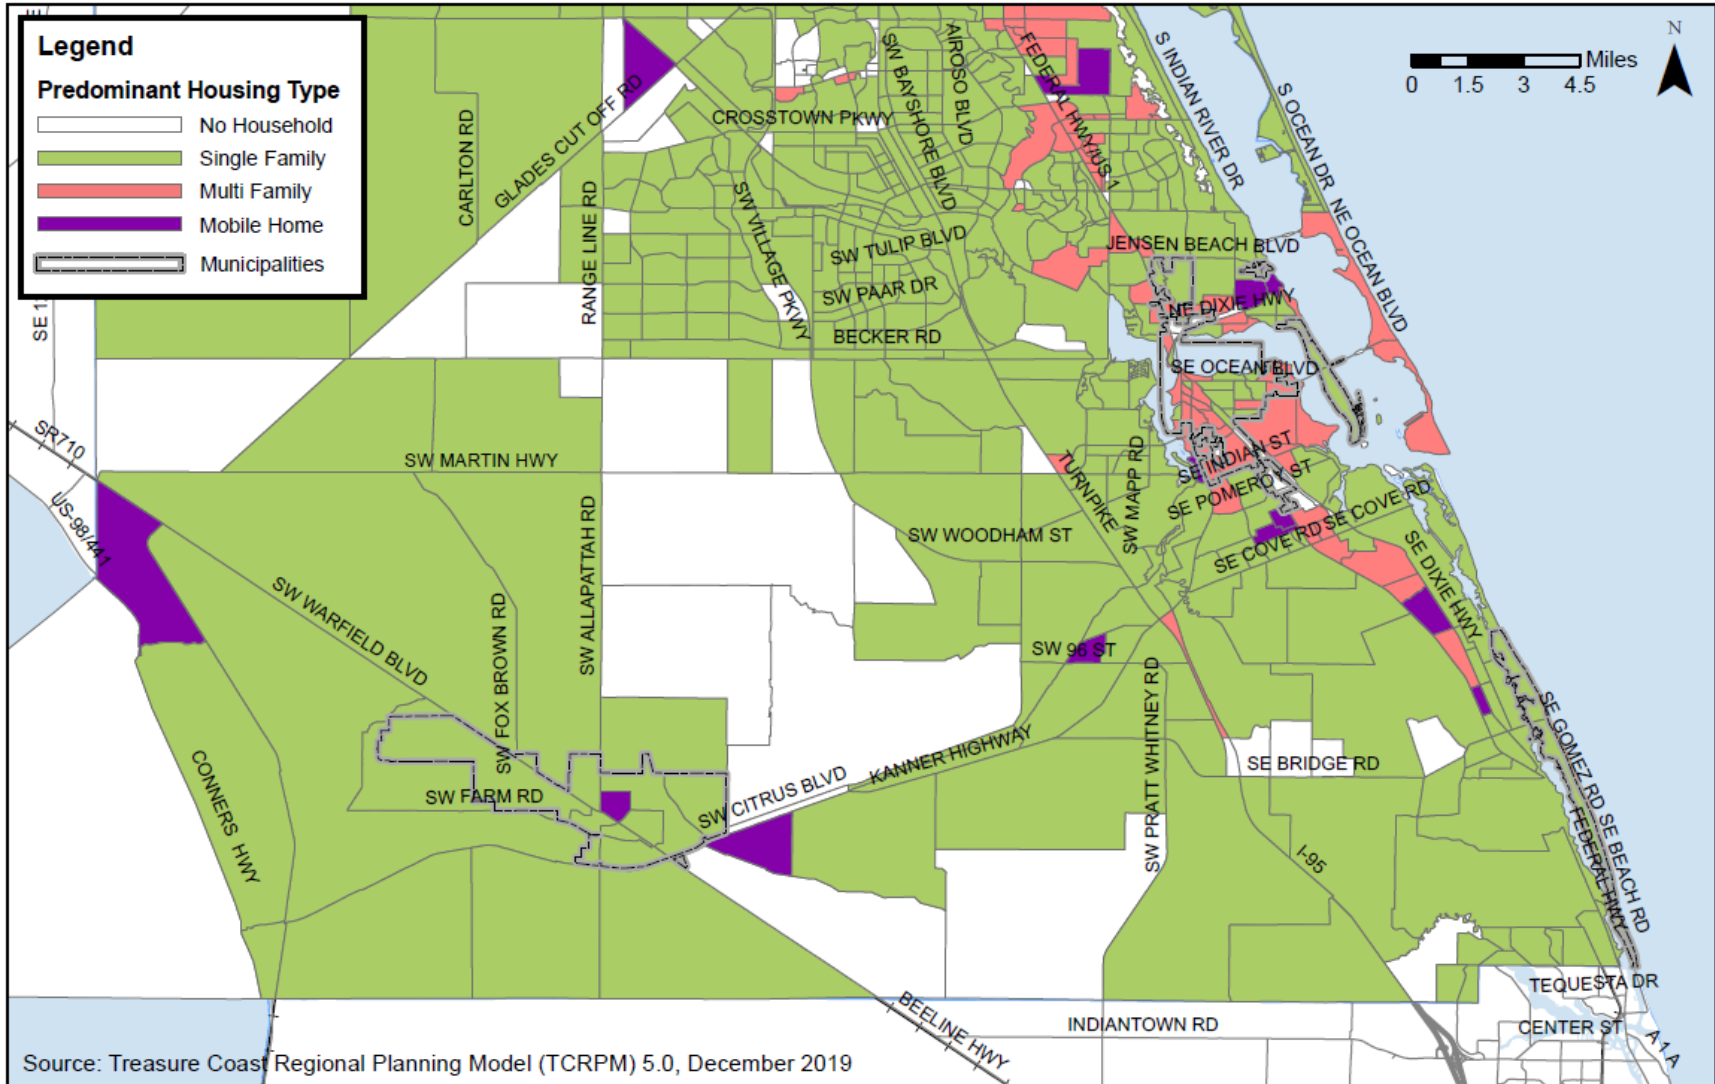 Legend
Predominant Housing Type
No Household
Single Family
Multi Family
Mobile Home
Municipalities
N
Miles
0 1.5 3 4.5
CARLTON RD
GLADES CUT OFF RD
RANGE LINE RD
CROSSTOWN PKWY
SW BAYSHORE BLVD
AIROSO BLVD
FEDERAL HWY/US 1
S INDIAN RIVER DR
S OCEAN DR
NE OCEAN BLVD
SW VILLAGE PKWY
SW TULIP BLVD
SW PAAR DR
BECKER RD
JENSEN BEACH BLVD
NE DIXIE HWY
SE OCEAN BLVD
SR710
US-98/441
SW MARTIN HWY
SW ALLAPATTAH RD
SW FOX BROWN RD
SW WARFIELD BLVD
TURNPIKE
SW MAPP RD
SE INDIAN ST
SE POMEROY ST
SW WOODHAM ST
SE COVE RD
SE COVE RD
SE DIXIE HWY
SW 96 ST
SW PRATT WHITNEY RD
CONNERS HWY
SW FARM RD
SW CITRUS BLVD
KANNER HIGHWAY
SE BRIDGE RD
SE GOMEZ RD
SE BEACH RD
FEDERAL HWY
I-95
TEQUESTA DR
BEELINE HWY
INDIANTOWN RD
CENTER ST
A 1 A
Source: Treasure Coast Regional Planning Model (TCRPM) 5.0, December 2019